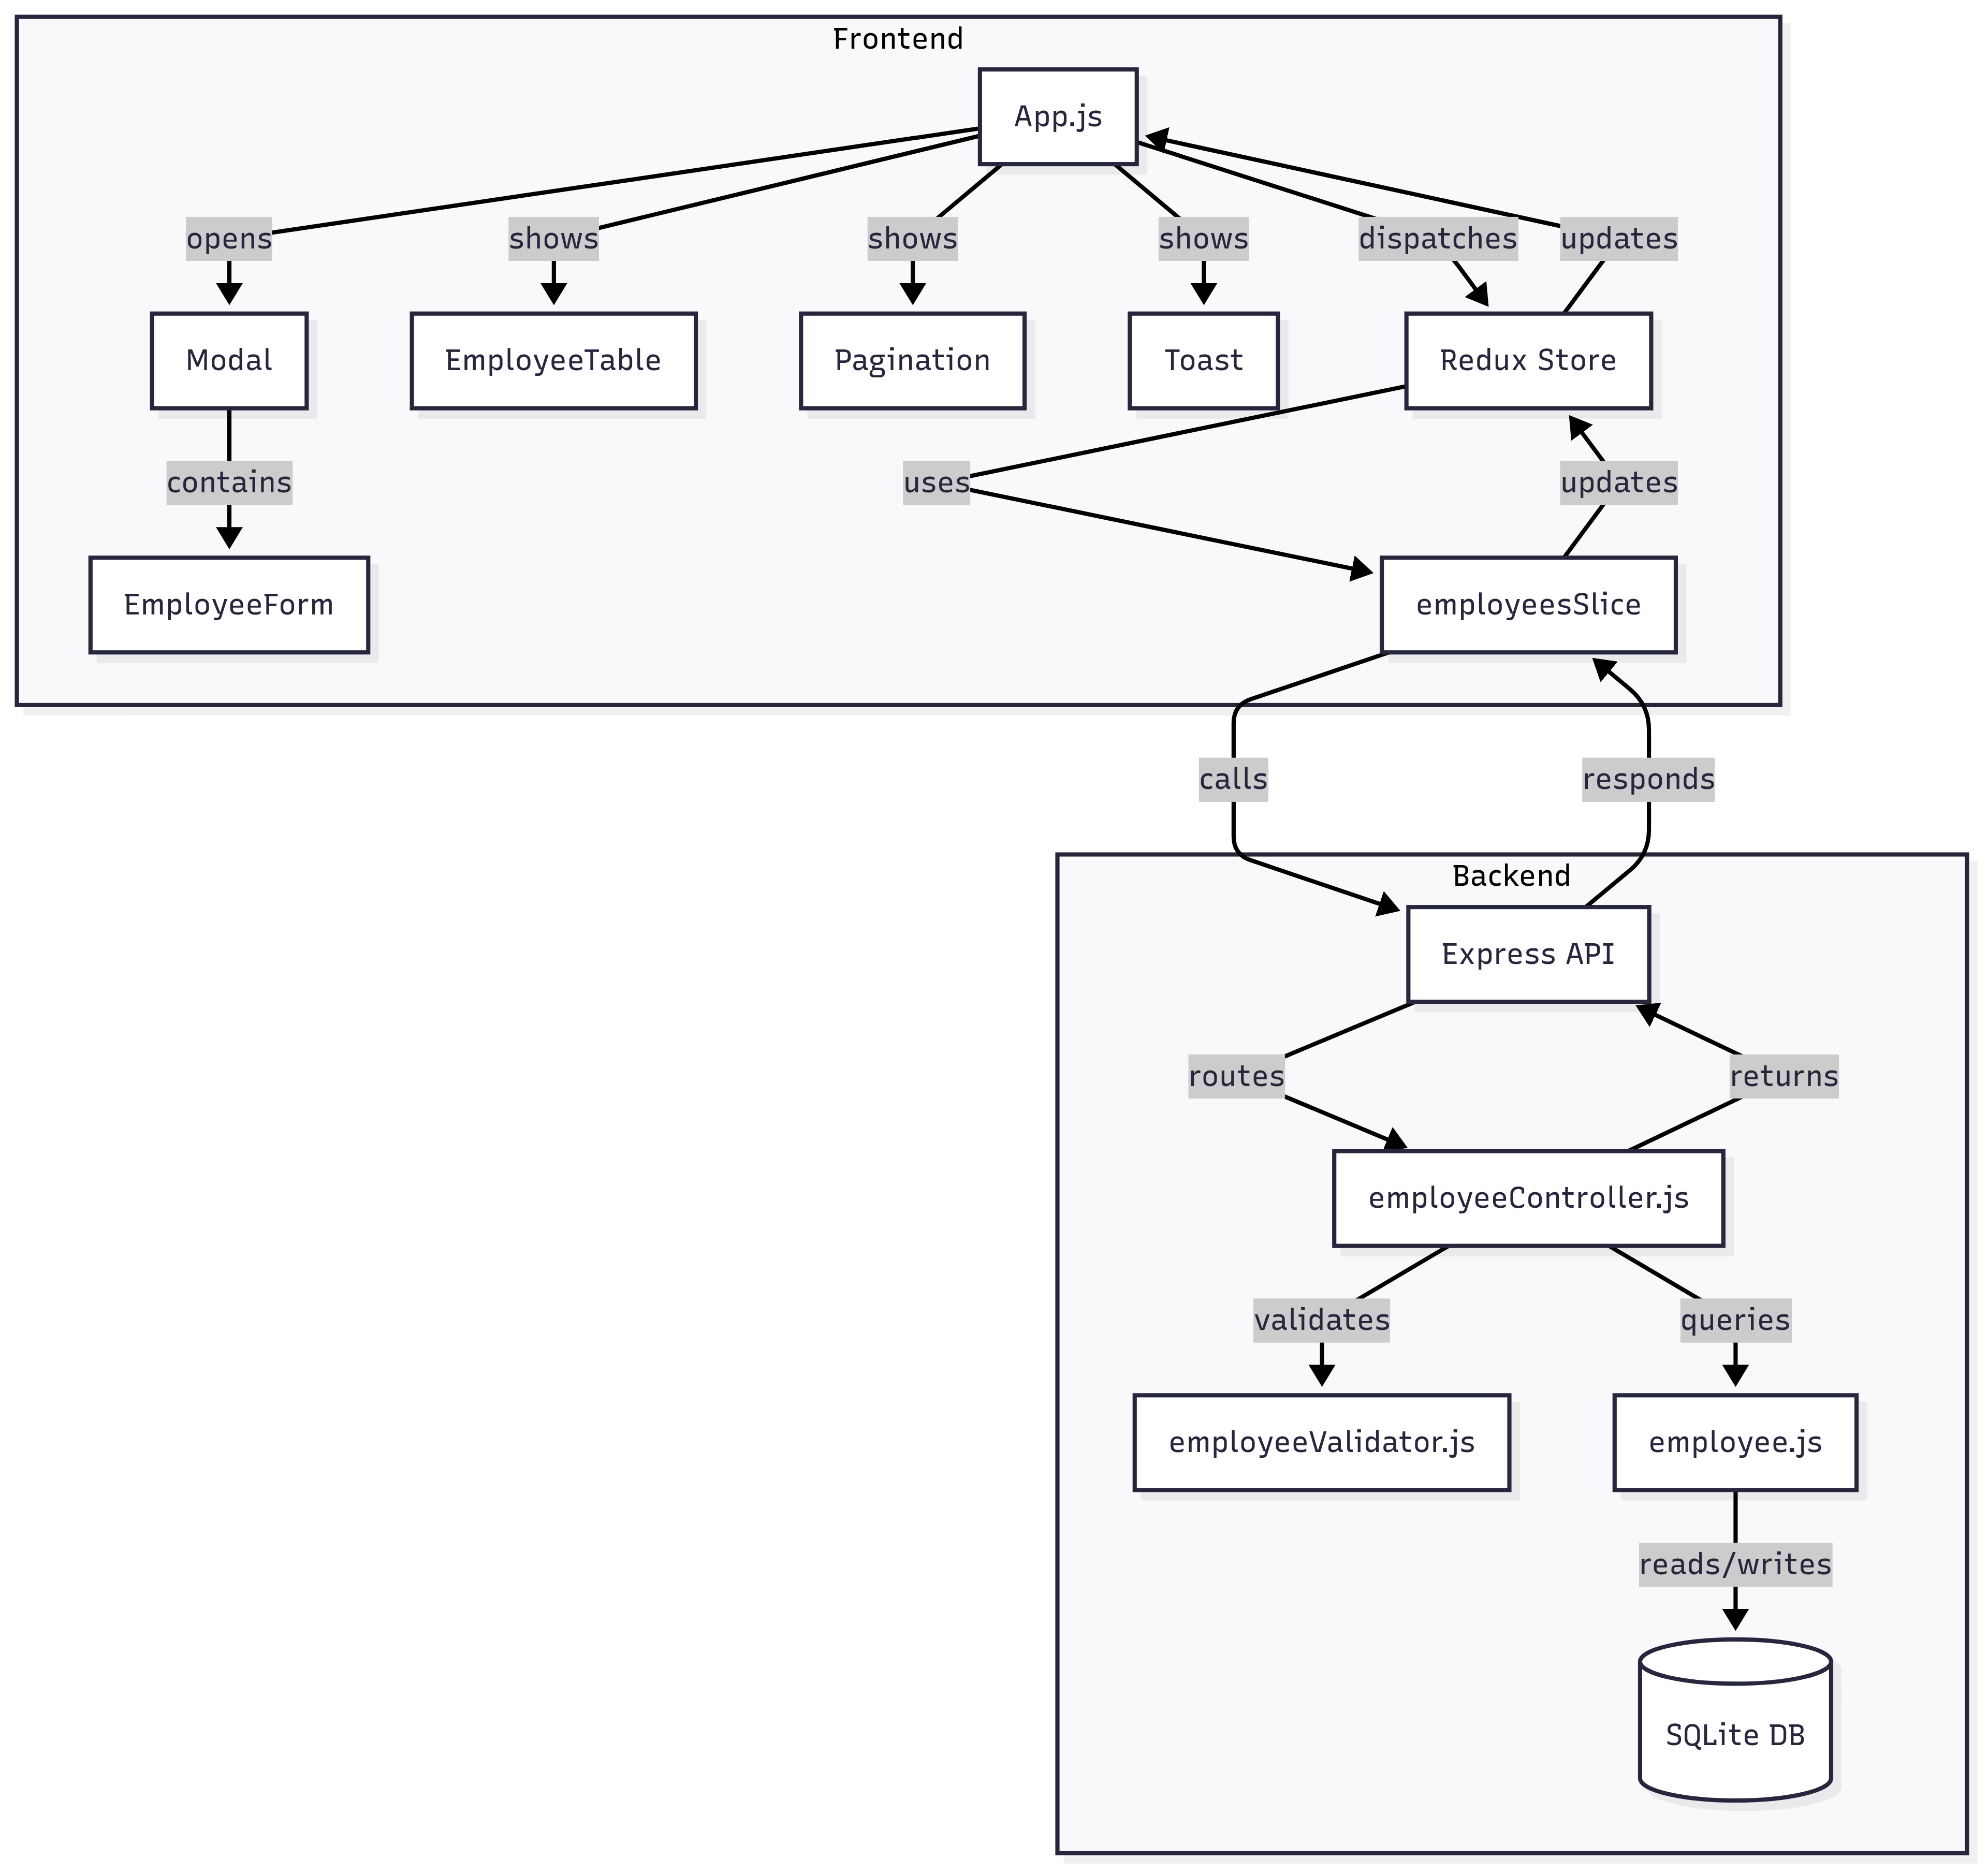 Frontend
App.js
opens
shows
shows
shows
dispatches
updates
Modal
EmployeeTable
Pagination
Toast
Redux Store
contains
uses
updates
EmployeeForm
employeesSlice
calls
responds
Backend
Express API
routes
returns
employeeController.js
validates
queries
employeeValidator.js
employee.js
reads/writes
SQLite DB